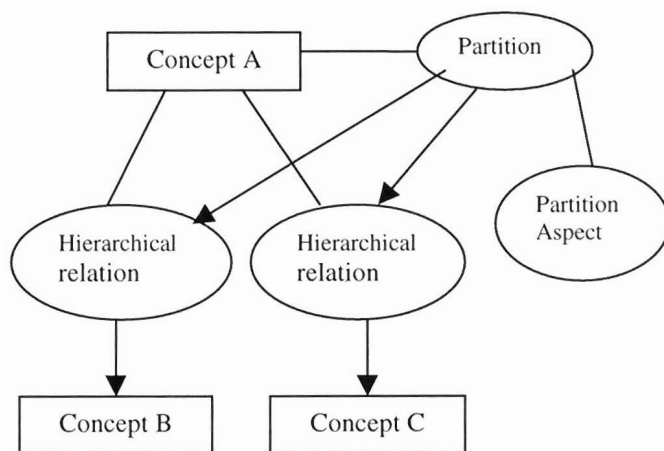 Concept A
Partition
Partition
Aspect
Hierarchical
relation
Hierarchical
relation
Concept B
Concept C